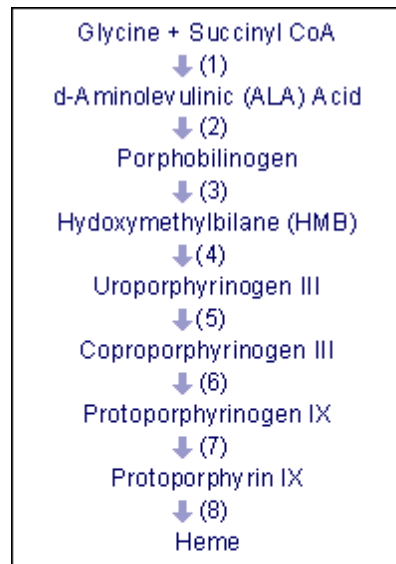 Glycine + Succinyl CoA
(1)
d-Aminolevulinic (ALA) Acid
(2)
Porphobilinogen
(3)
Hydoxymethylbilane (HMB)
(4)
Uroporphyrinogen III
(5)
Coproporphyrinogen III
(6)
Protoporphyrinogen IX
(7)
Protoporphyrin IX
(8)
Heme